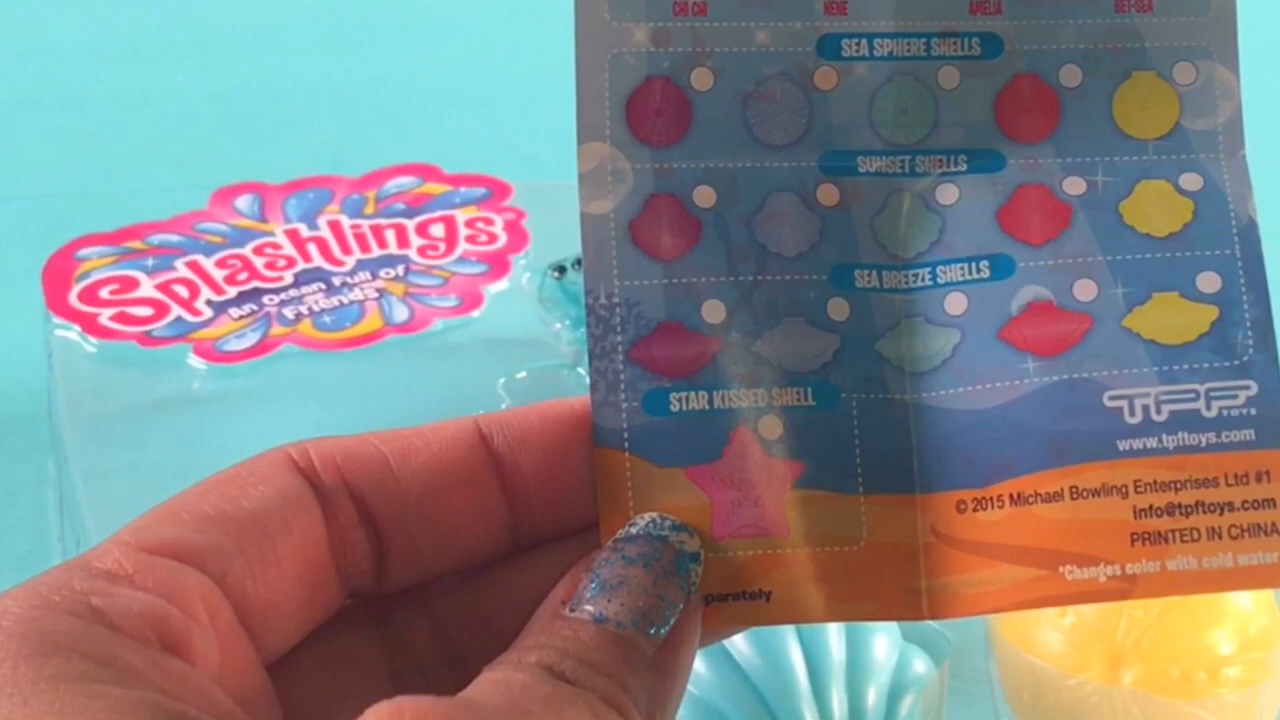 CHI CHI
NENE
AMELIA
BET-SEA
SEA SPHERE SHELLS
SUNSET SHELLS
SEA BREEZE SHELLS
STAR KISSED SHELL
Splashlings
An Ocean Full of
Friends
TPF
TOYS
www.tpftoys.com
© 2015 Michael Bowling Enterprises Ltd #1
info@tpftoys.com
PRINTED IN CHINA
*Changes color with cold water